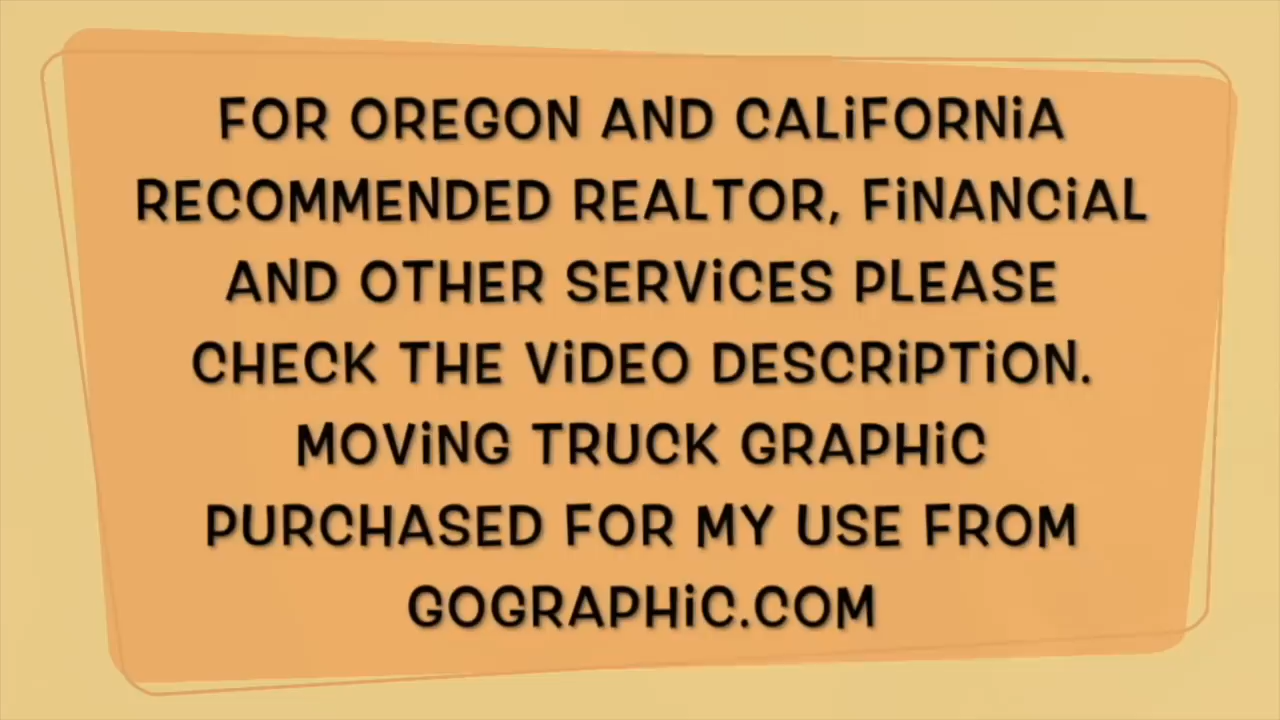 FOR OREGON AND CALiFORNiA
RECOMMENDED REALTOR, FiNANCiAL
AND OTHER SERViCES PLEASE
CHECK THE ViDEO DESCRiPTiON.
MOViNG TRUCK GRAPHiC
PURCHASED FOR MY USE FROM
GOGRAPHiC.COM